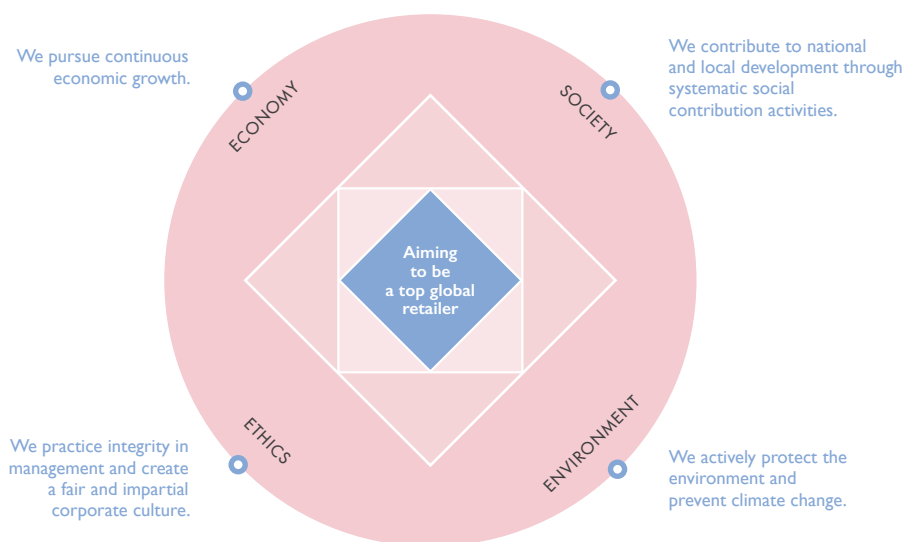 We pursue continuous
economic growth.
ECONOMY
SOCIETY
We contribute to national
and local development through
systematic social
contribution activities.
Aiming
to be
a top global
retailer
We practice integrity in
management and create
a fair and impartial
corporate culture.
ETHICS
ENVIRONMENT
We actively protect the
environment and
prevent climate change.